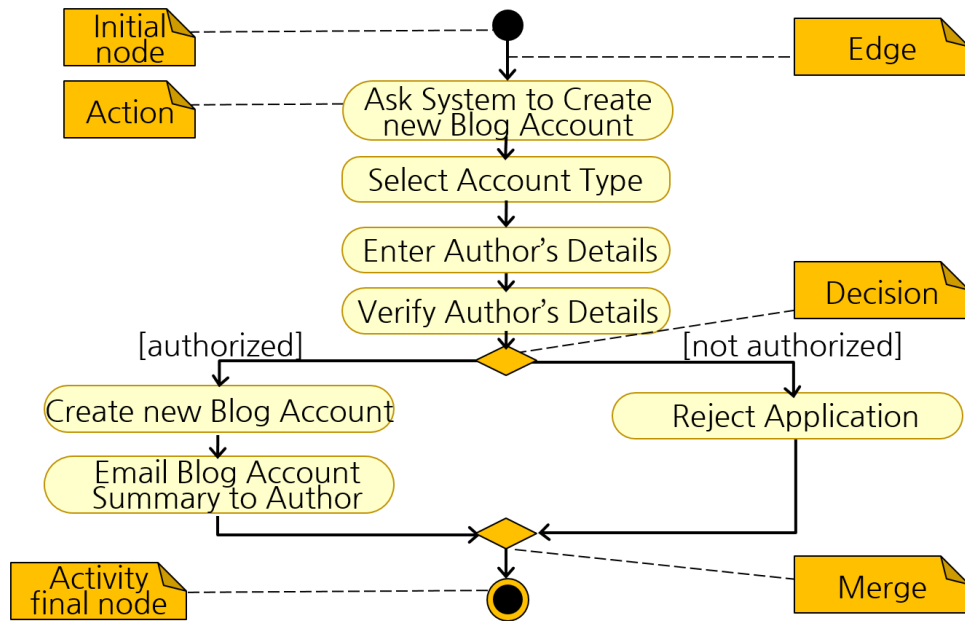 Initial
node
Edge
Action
Ask System to Create
new Blog Account
Select Account Type
Enter Author's Details
Verify Author's Details
Decision
[authorized]
[not authorized]
Create new Blog Account
Reject Application
Email Blog Account
Summary to Author
Activity
final node
Merge